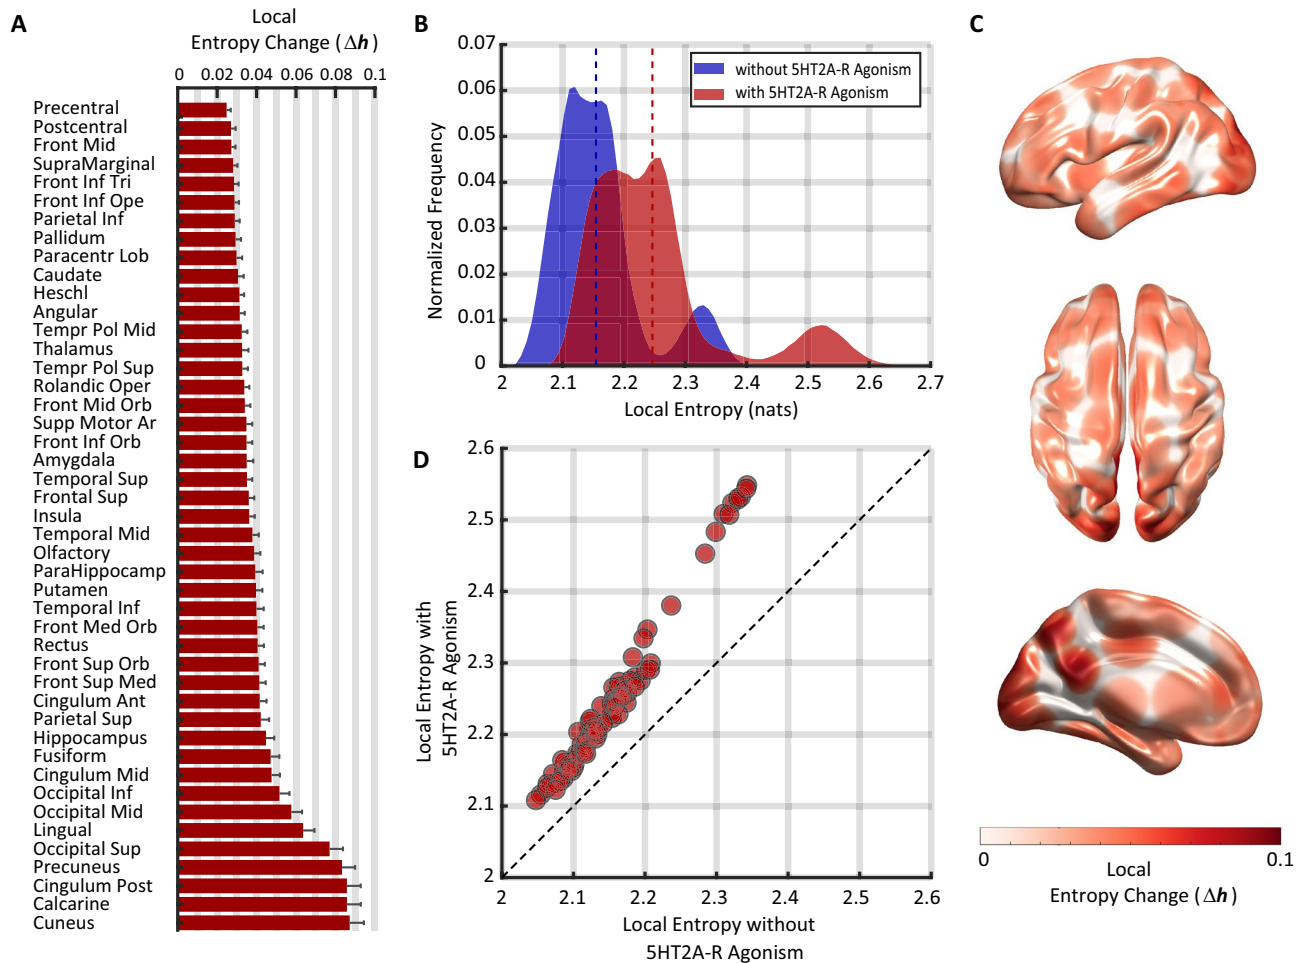 A
Local
Entropy Change (Δh)
0 0.02 0.04 0.06 0.08 0.1
Precentral
Postcentral
Front Mid
SupraMarginal
Front Inf Tri
Front Inf Ope
Parietal Inf
Pallidum
Paracentr Lob
Caudate
Heschl
Angular
Tempr Pol Mid
Thalamus
Tempr Pol Sup
Rolandic Oper
Front Mid Orb
Supp Motor Ar
Front Inf Orb
Amygdala
Temporal Sup
Frontal Sup
Insula
Temporal Mid
Olfactory
ParaHippocamp
Putamen
Temporal Inf
Front Med Orb
Rectus
Front Sup Orb
Front Sup Med
Cingulum Ant
Parietal Sup
Hippocampus
Fusiform
Cingulum Mid
Occipital Inf
Occipital Mid
Lingual
Occipital Sup
Precuneus
Cingulum Post
Calcarine
Cuneus
B
Normalized Frequency
0.07
0.06
0.05
0.04
0.03
0.02
0.01
0
without 5HT2A-R Agonism
with 5HT2A-R Agonism
2 2.1 2.2 2.3 2.4 2.5 2.6 2.7
Local Entropy (nats)
D
Local Entropy with
5HT2A-R Agonism
2.6
2.5
2.4
2.3
2.2
2.1
2
2 2.1 2.2 2.3 2.4 2.5 2.6
Local Entropy without
5HT2A-R Agonism
C
0 0.1
Local
Entropy Change (Δh)